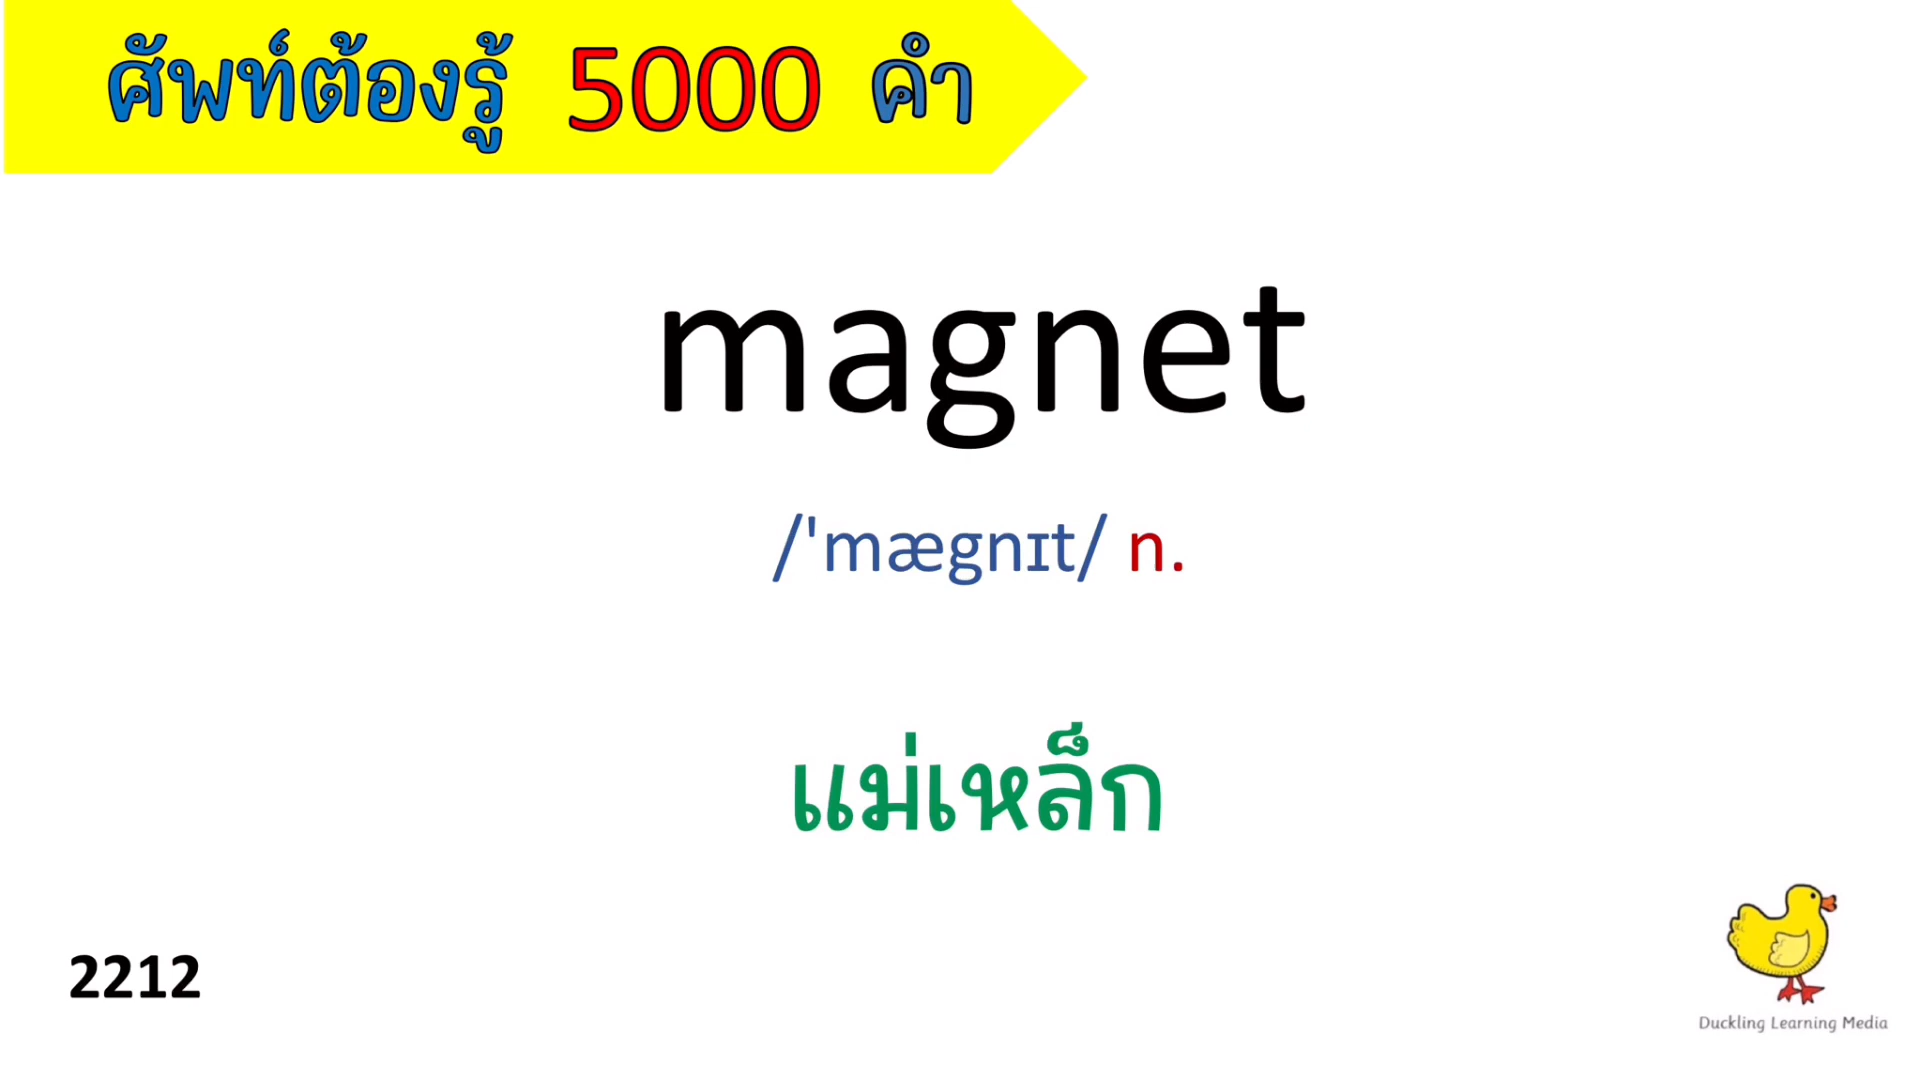 ศัพท์ต้องรู้ 5000 คำ
magnet
/ˈmægnɪt/ n.
แม่เหล็ก
2212
Duckling Learning Media